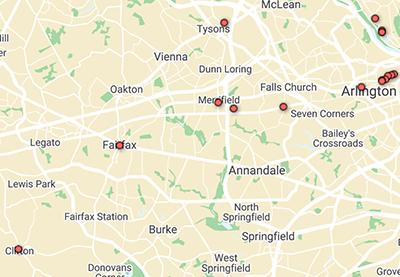 McLean
Tysons
Vienna
Dunn Loring
Falls Church
Oakton
Arlington
Merrifield
Seven Corners
Legato
Fairfax
Bailey's
Crossroads
Annandale
Lewis Park
North
Springfield
Fairfax Station
Burke
Springfield
Clifton
West
Springfield
Donovans